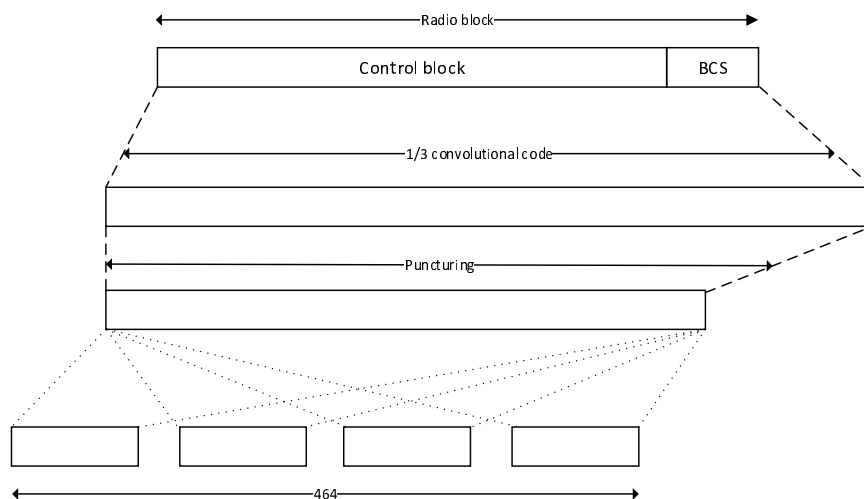 Radio block
Control block
BCS
1/3 convolutional code
Puncturing
464